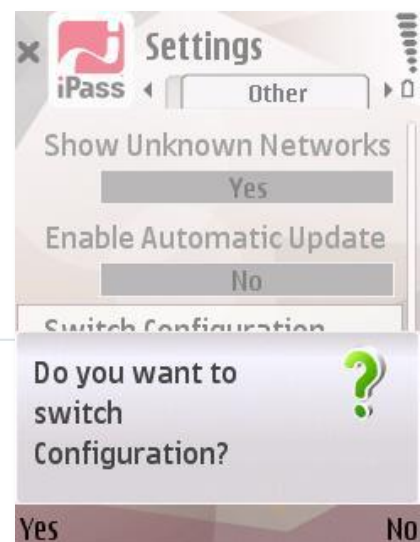 Settings
iPass
Other
Show Unknown Networks
Yes
Enable Automatic Update
No
Switch Configuration
Do you want to
switch
Configuration?
Yes No